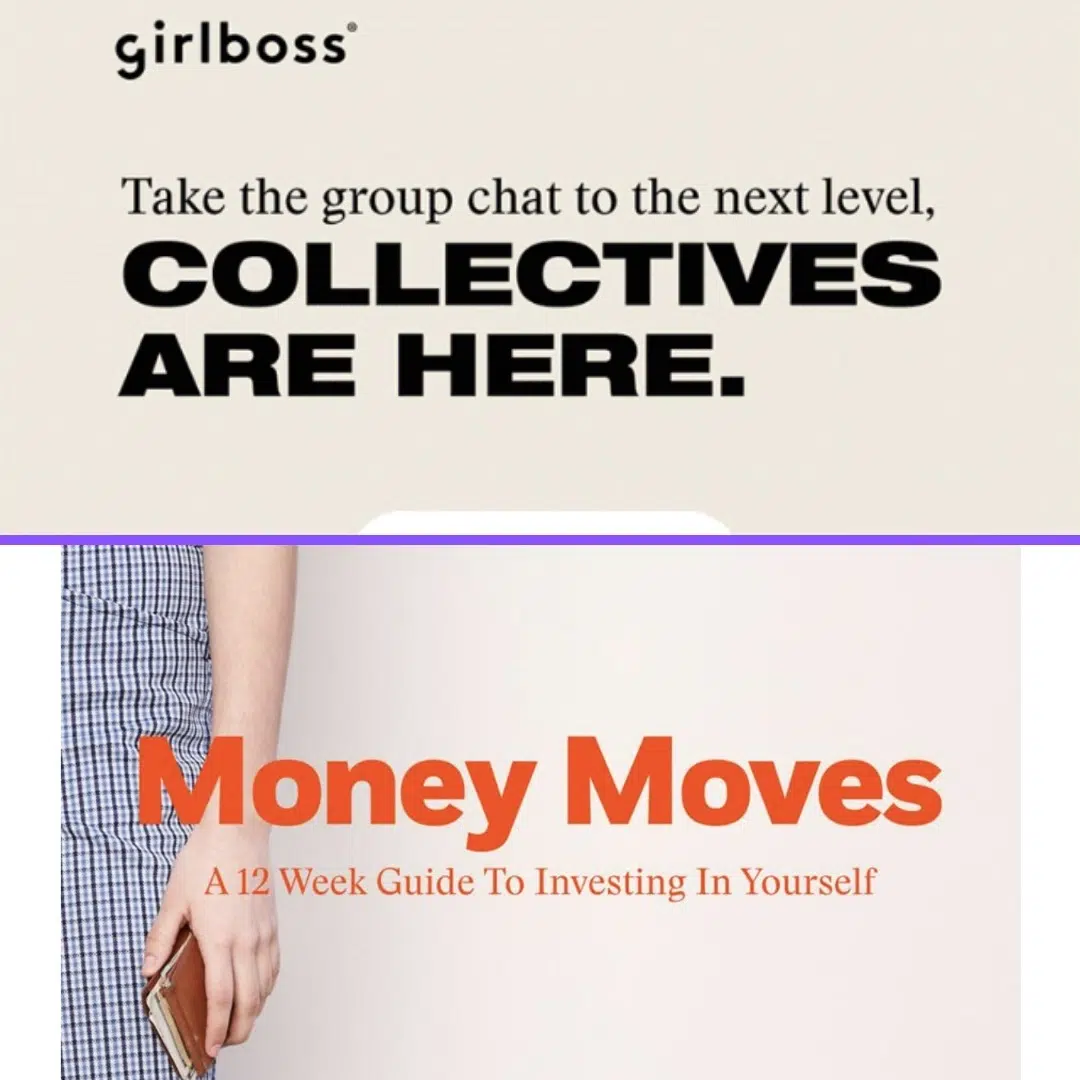 girlboss®
Take the group chat to the next level,
COLLECTIVES
ARE HERE.
Money Moves
A 12 Week Guide To Investing In Yourself